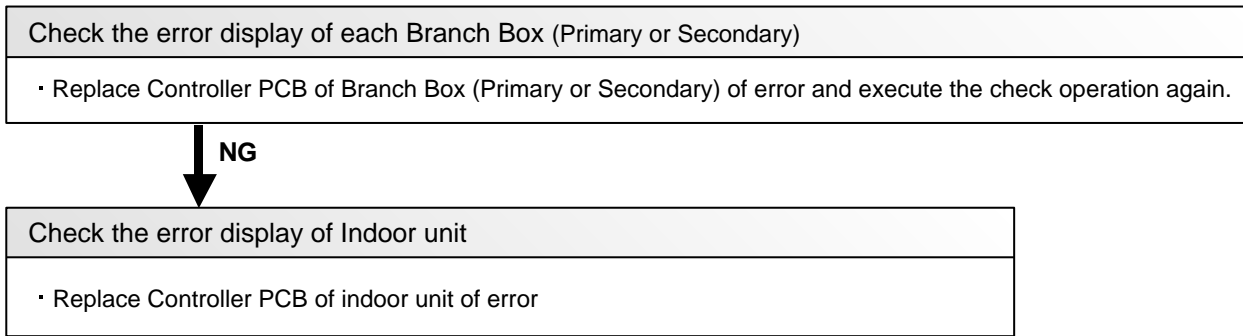 Check the error display of each Branch Box (Primary or Secondary)
・Replace Controller PCB of Branch Box (Primary or Secondary) of error and execute the check operation again.
NG
Check the error display of Indoor unit
・Replace Controller PCB of indoor unit of error